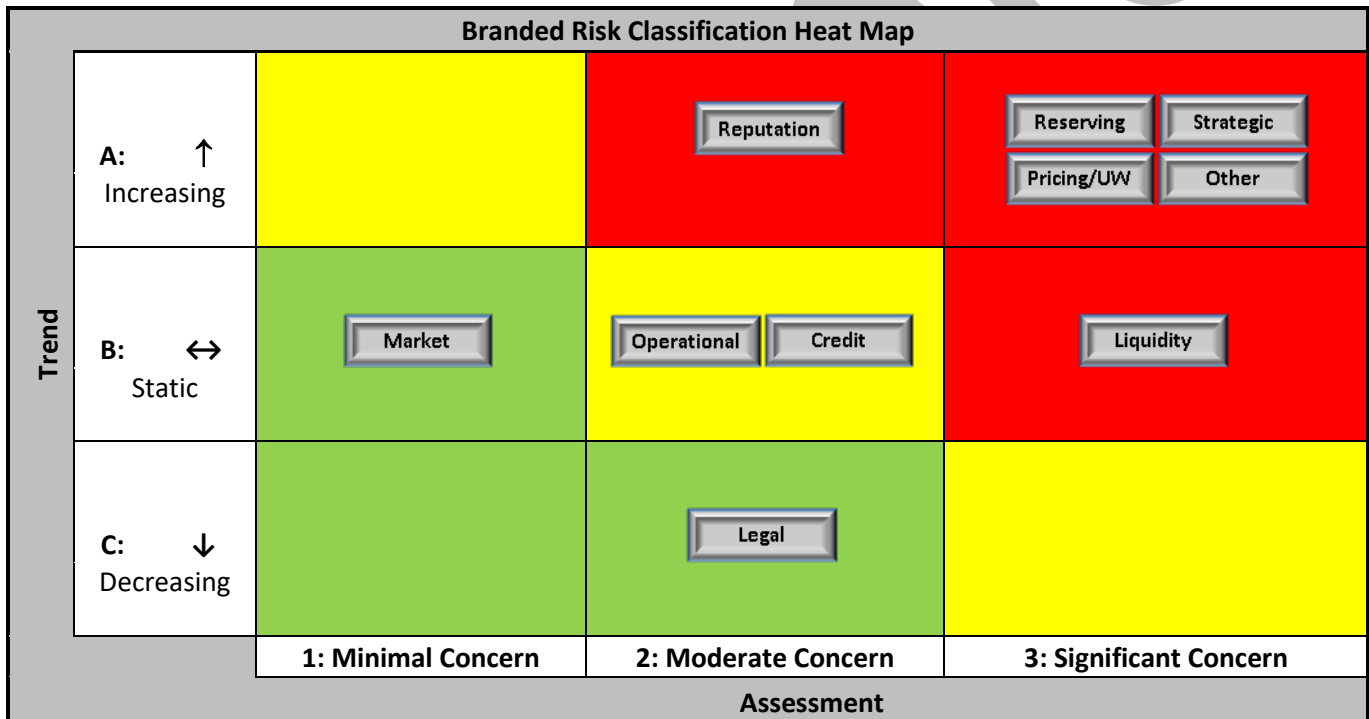 Branded Risk Classification Heat Map
Trend
A: ↑
Increasing
Reputation
Reserving
Strategic
Pricing/UW
Other
B: ↔
Static
Market
Operational
Credit
Liquidity
C: ↓
Decreasing
Legal
1: Minimal Concern
2: Moderate Concern
3: Significant Concern
Assessment